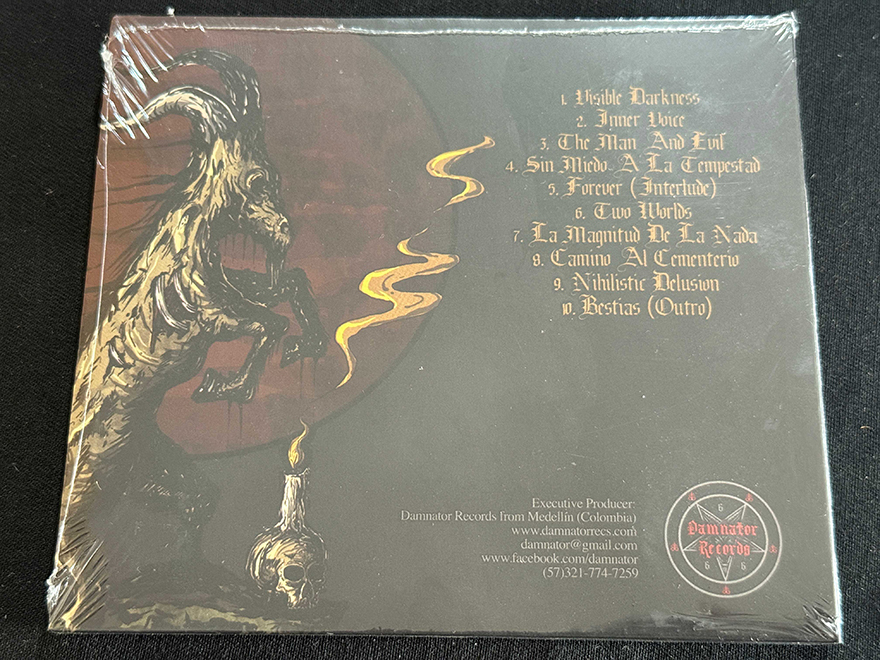 1. Visible Darkness
2. Inner Voice
3. The Man And Evil
4. Sin Miedo A La Tempestad
5. Forever (Interlude)
6. Two Worlds
7. La Magnitud De La Nada
8. Camino Al Cementerio
9. Nihilistic Delusion
10. Bestias (Outro)
Executive Producer:
Damnator Records from Medellín (Colombia)
www.damnatorrecs.com
damnator@gmail.com
www.facebook.com/damnator
(57)321-774-7259
6
Damnator
Records
6 - 6